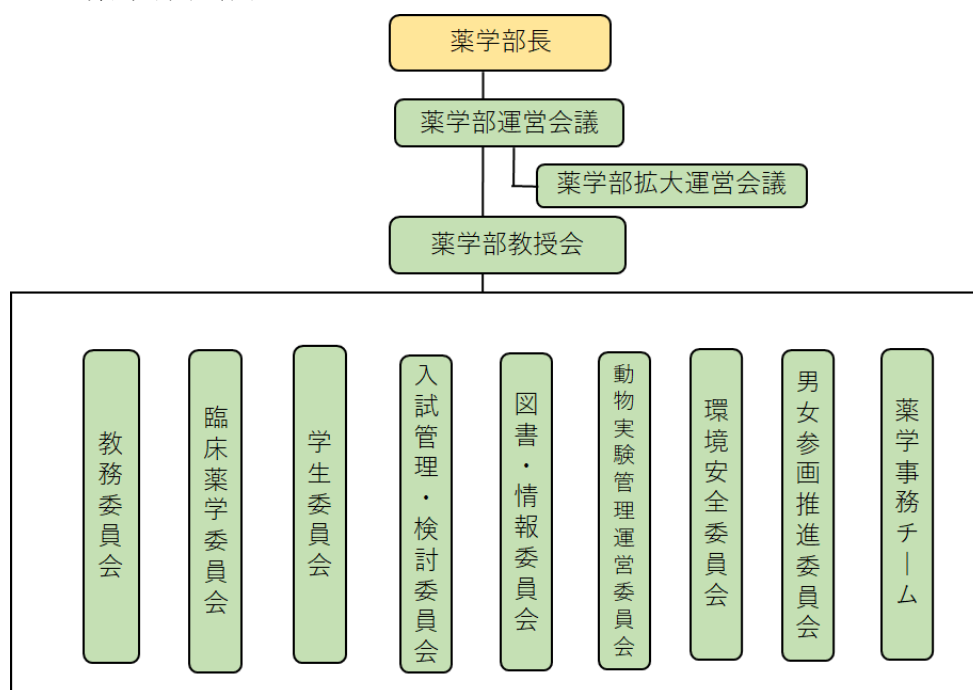 薬学部長
薬学部運営会議
薬学部拡大運営会議
薬学部教授会
教務委員会
臨床薬学委員会
学生委員会
入試管理・検討委員会
図書・情報委員会
動物実験管理運営委員会
環境安全委員会
男女参画推進委員会
薬学事務チーム